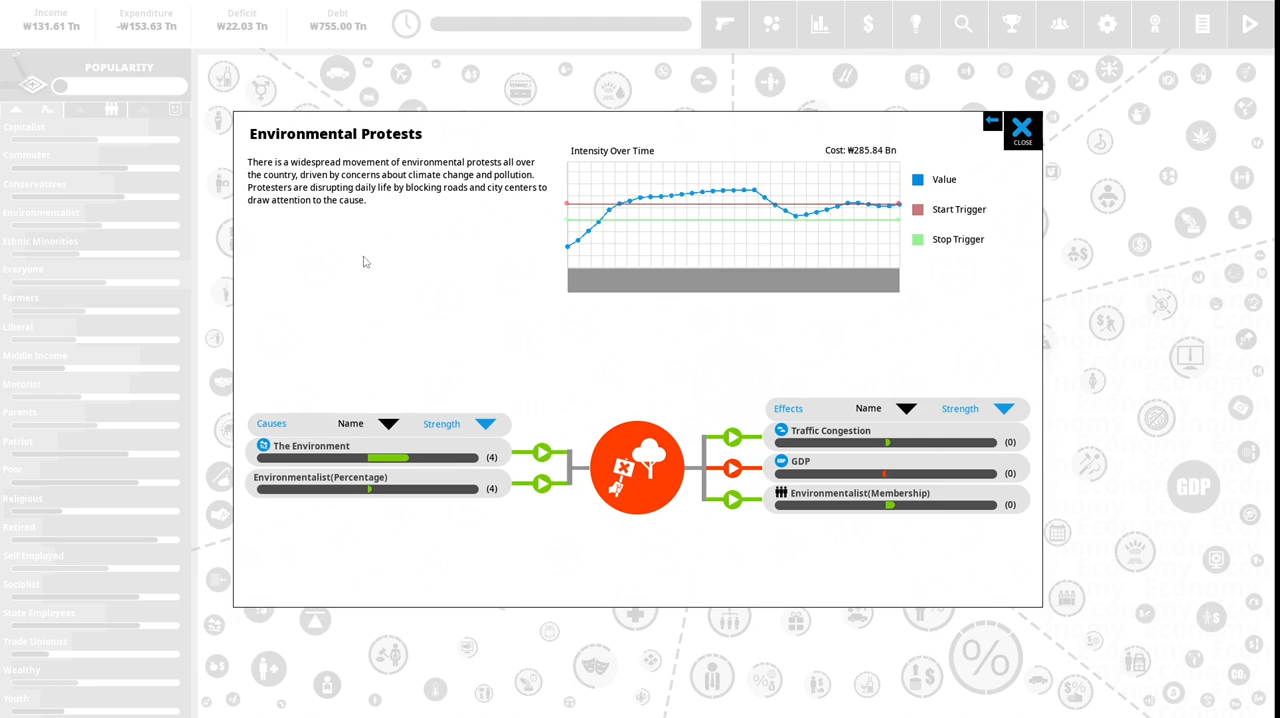 Income
Expenditure
Deficit
Debt
₩131.61 Tn
-₩153.63 Tn
₩22.03 Tn
₩755.00 Tn
POPULARITY
Capitalist
Commuter
Conservatives
Environmentalist
Ethnic Minorities
Everyone
Farmers
Liberal
Middle Income
Motorist
Parents
Patriot
Poor
Religious
Retired
Self Employed
Socialist
State Employees
Trade Unionist
Wealthy
Youth
Environmental Protests
There is a widespread movement of environmental protests all over
the country, driven by concerns about climate change and pollution.
Protesters are disrupting daily life by blocking roads and city centers to
draw attention to the cause.
Intensity Over Time
Cost: ₩285.84 Bn
CLOSE
Value
Start Trigger
Stop Trigger
Causes
Name
Strength
The Environment
(4)
Environmentalist(Percentage)
(4)
Effects
Name
Strength
Traffic Congestion
(0)
GDP
GDP
(0)
Environmentalist(Membership)
(0)
GDP
Economy
%